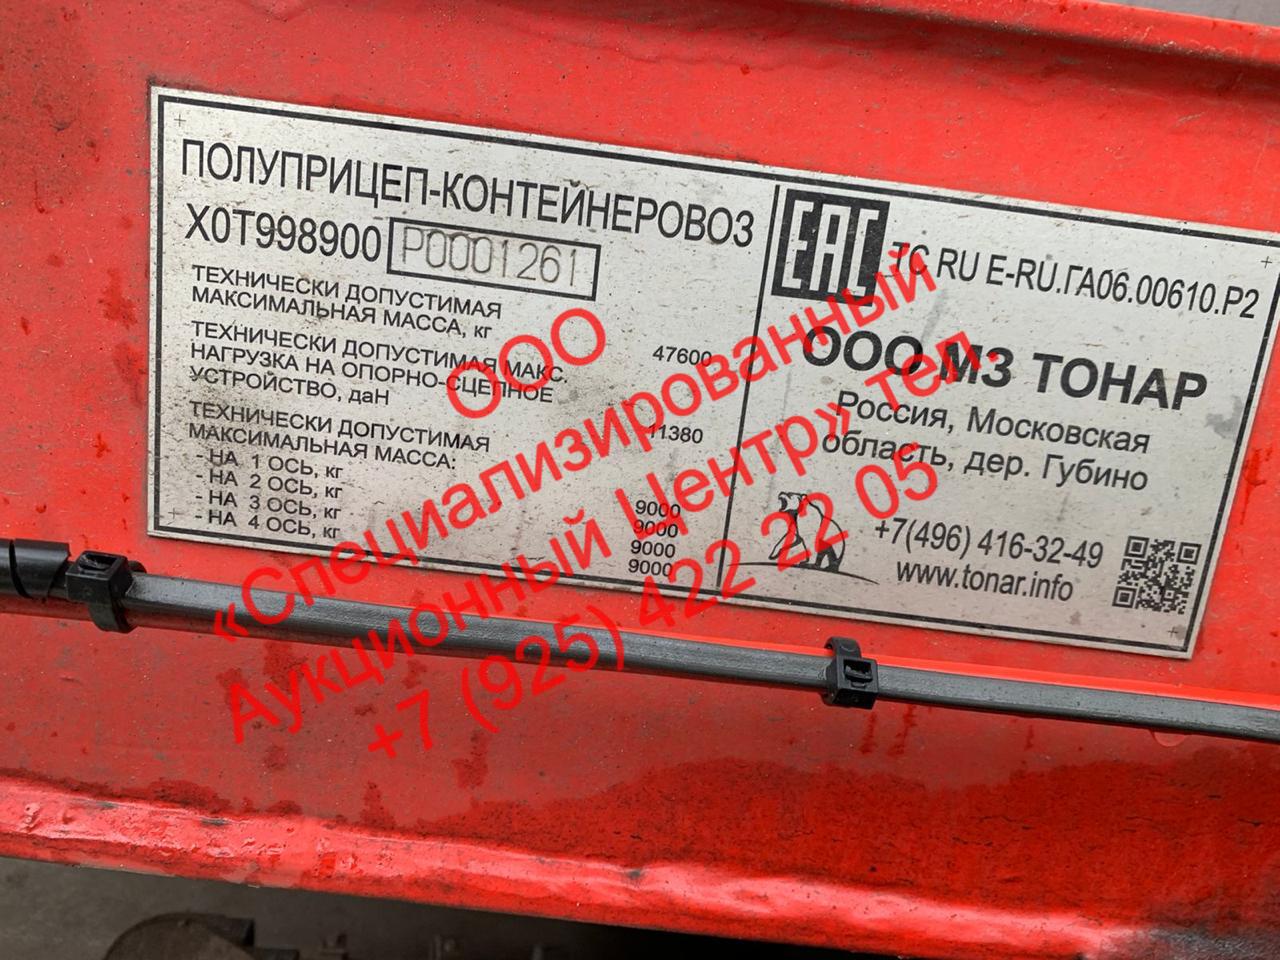 ПОЛУПРИЦЕП-КОНТЕЙНЕРОВОЗ
X0T998900 P0001261
ТЕХНИЧЕСКИ ДОПУСТИМАЯ
МАКСИМАЛЬНАЯ МАССА, кг 47600
ТЕХНИЧЕСКИ ДОПУСТИМАЯ МАКС.
НАГРУЗКА НА ОПОРНО-СЦЕПНОЕ
УСТРОЙСТВО, даН 11380
ТЕХНИЧЕСКИ ДОПУСТИМАЯ
МАКСИМАЛЬНАЯ МАССА:
- НА 1 ОСЬ, кг 9000
- НА 2 ОСЬ, кг 9000
- НА 3 ОСЬ, кг 9000
- НА 4 ОСЬ, кг 9000
ЕАС ТС RU E-RU.ГА06.00610.P2
ООО МЗ ТОНАР
Россия, Московская
область, дер. Губино
+7(496) 416-32-49
www.tonar.info
ООО
«Специализированный
Аукционный Центр» тел
+7 (925) 422 22 05